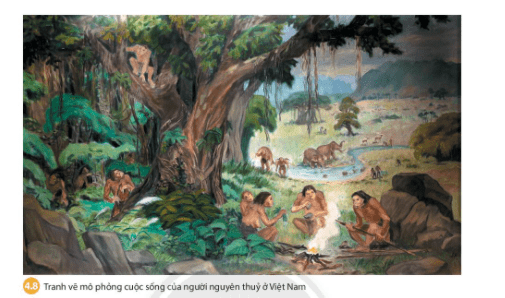 4.8 Tranh vẽ mô phỏng cuộc sống của người nguyên thuỷ ở Việt Nam